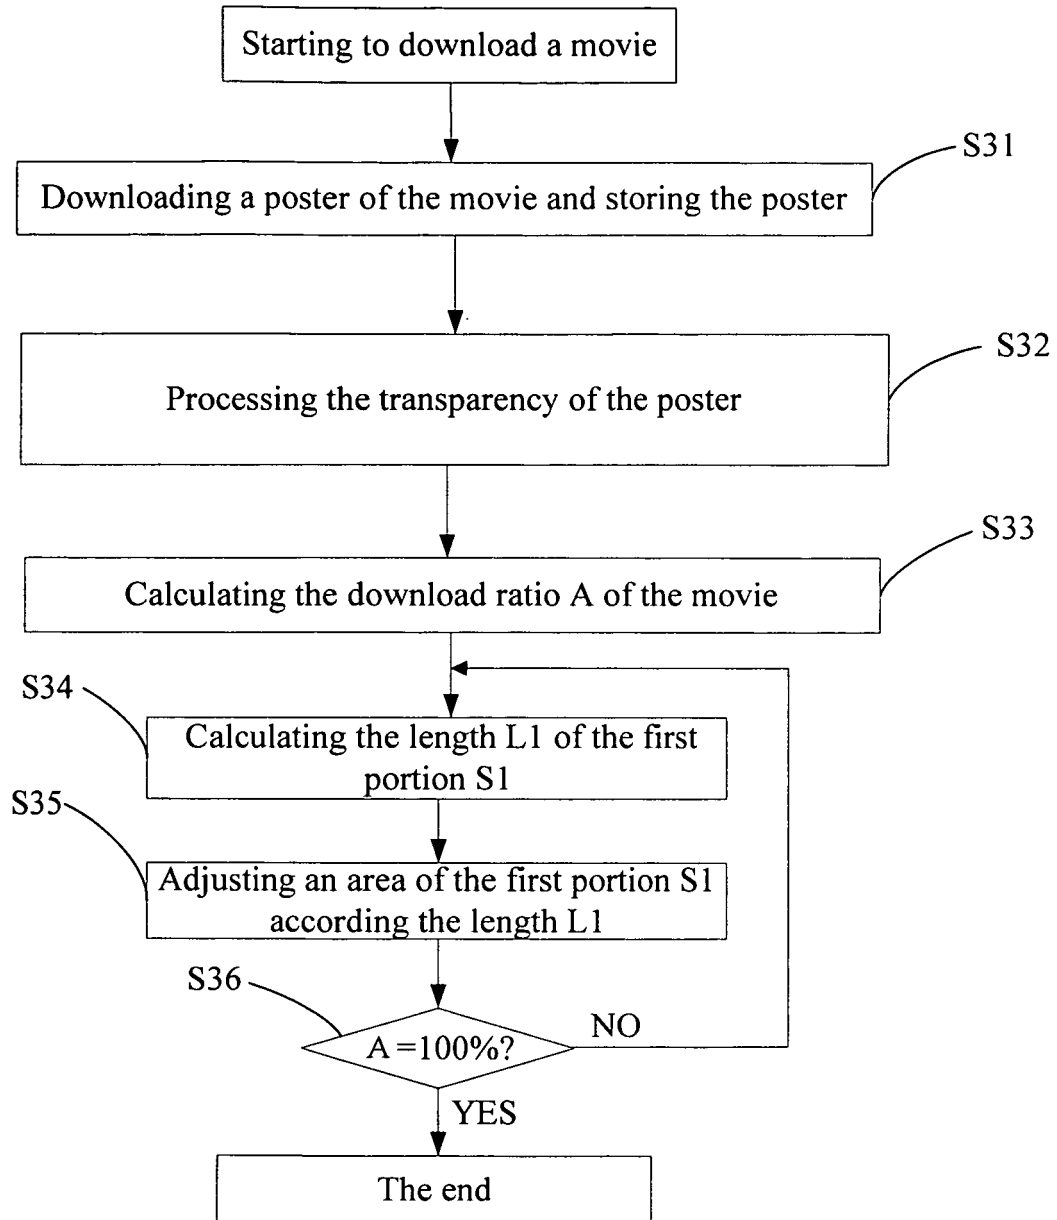 Starting to download a movie
S31
Downloading a poster of the movie and storing the poster
S32
Processing the transparency of the poster
S33
Calculating the download ratio A of the movie
S34
Calculating the length L1 of the first
portion S1
S35
Adjusting an area of the first portion S1
according the length L1
S36
A=100%?
NO
YES
The end